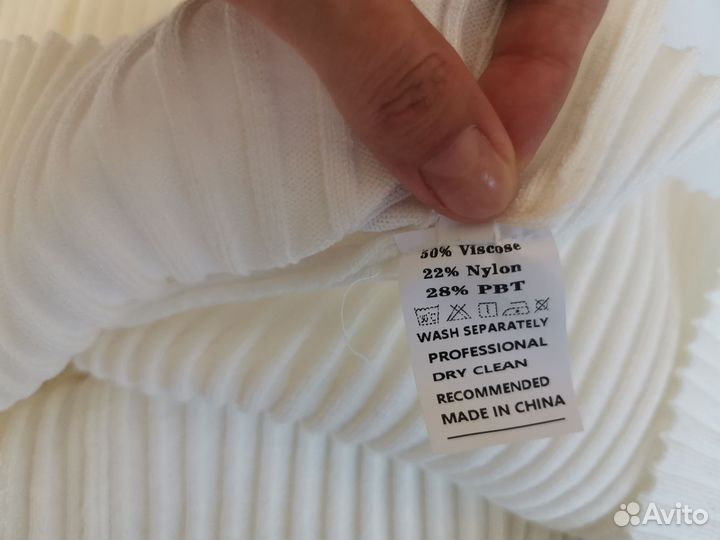 50% Viscose
22% Nylon
28% PBT
WASH SEPARATELY
PROFESSIONAL
DRY CLEAN
RECOMMENDED
MADE IN CHINA
Avito